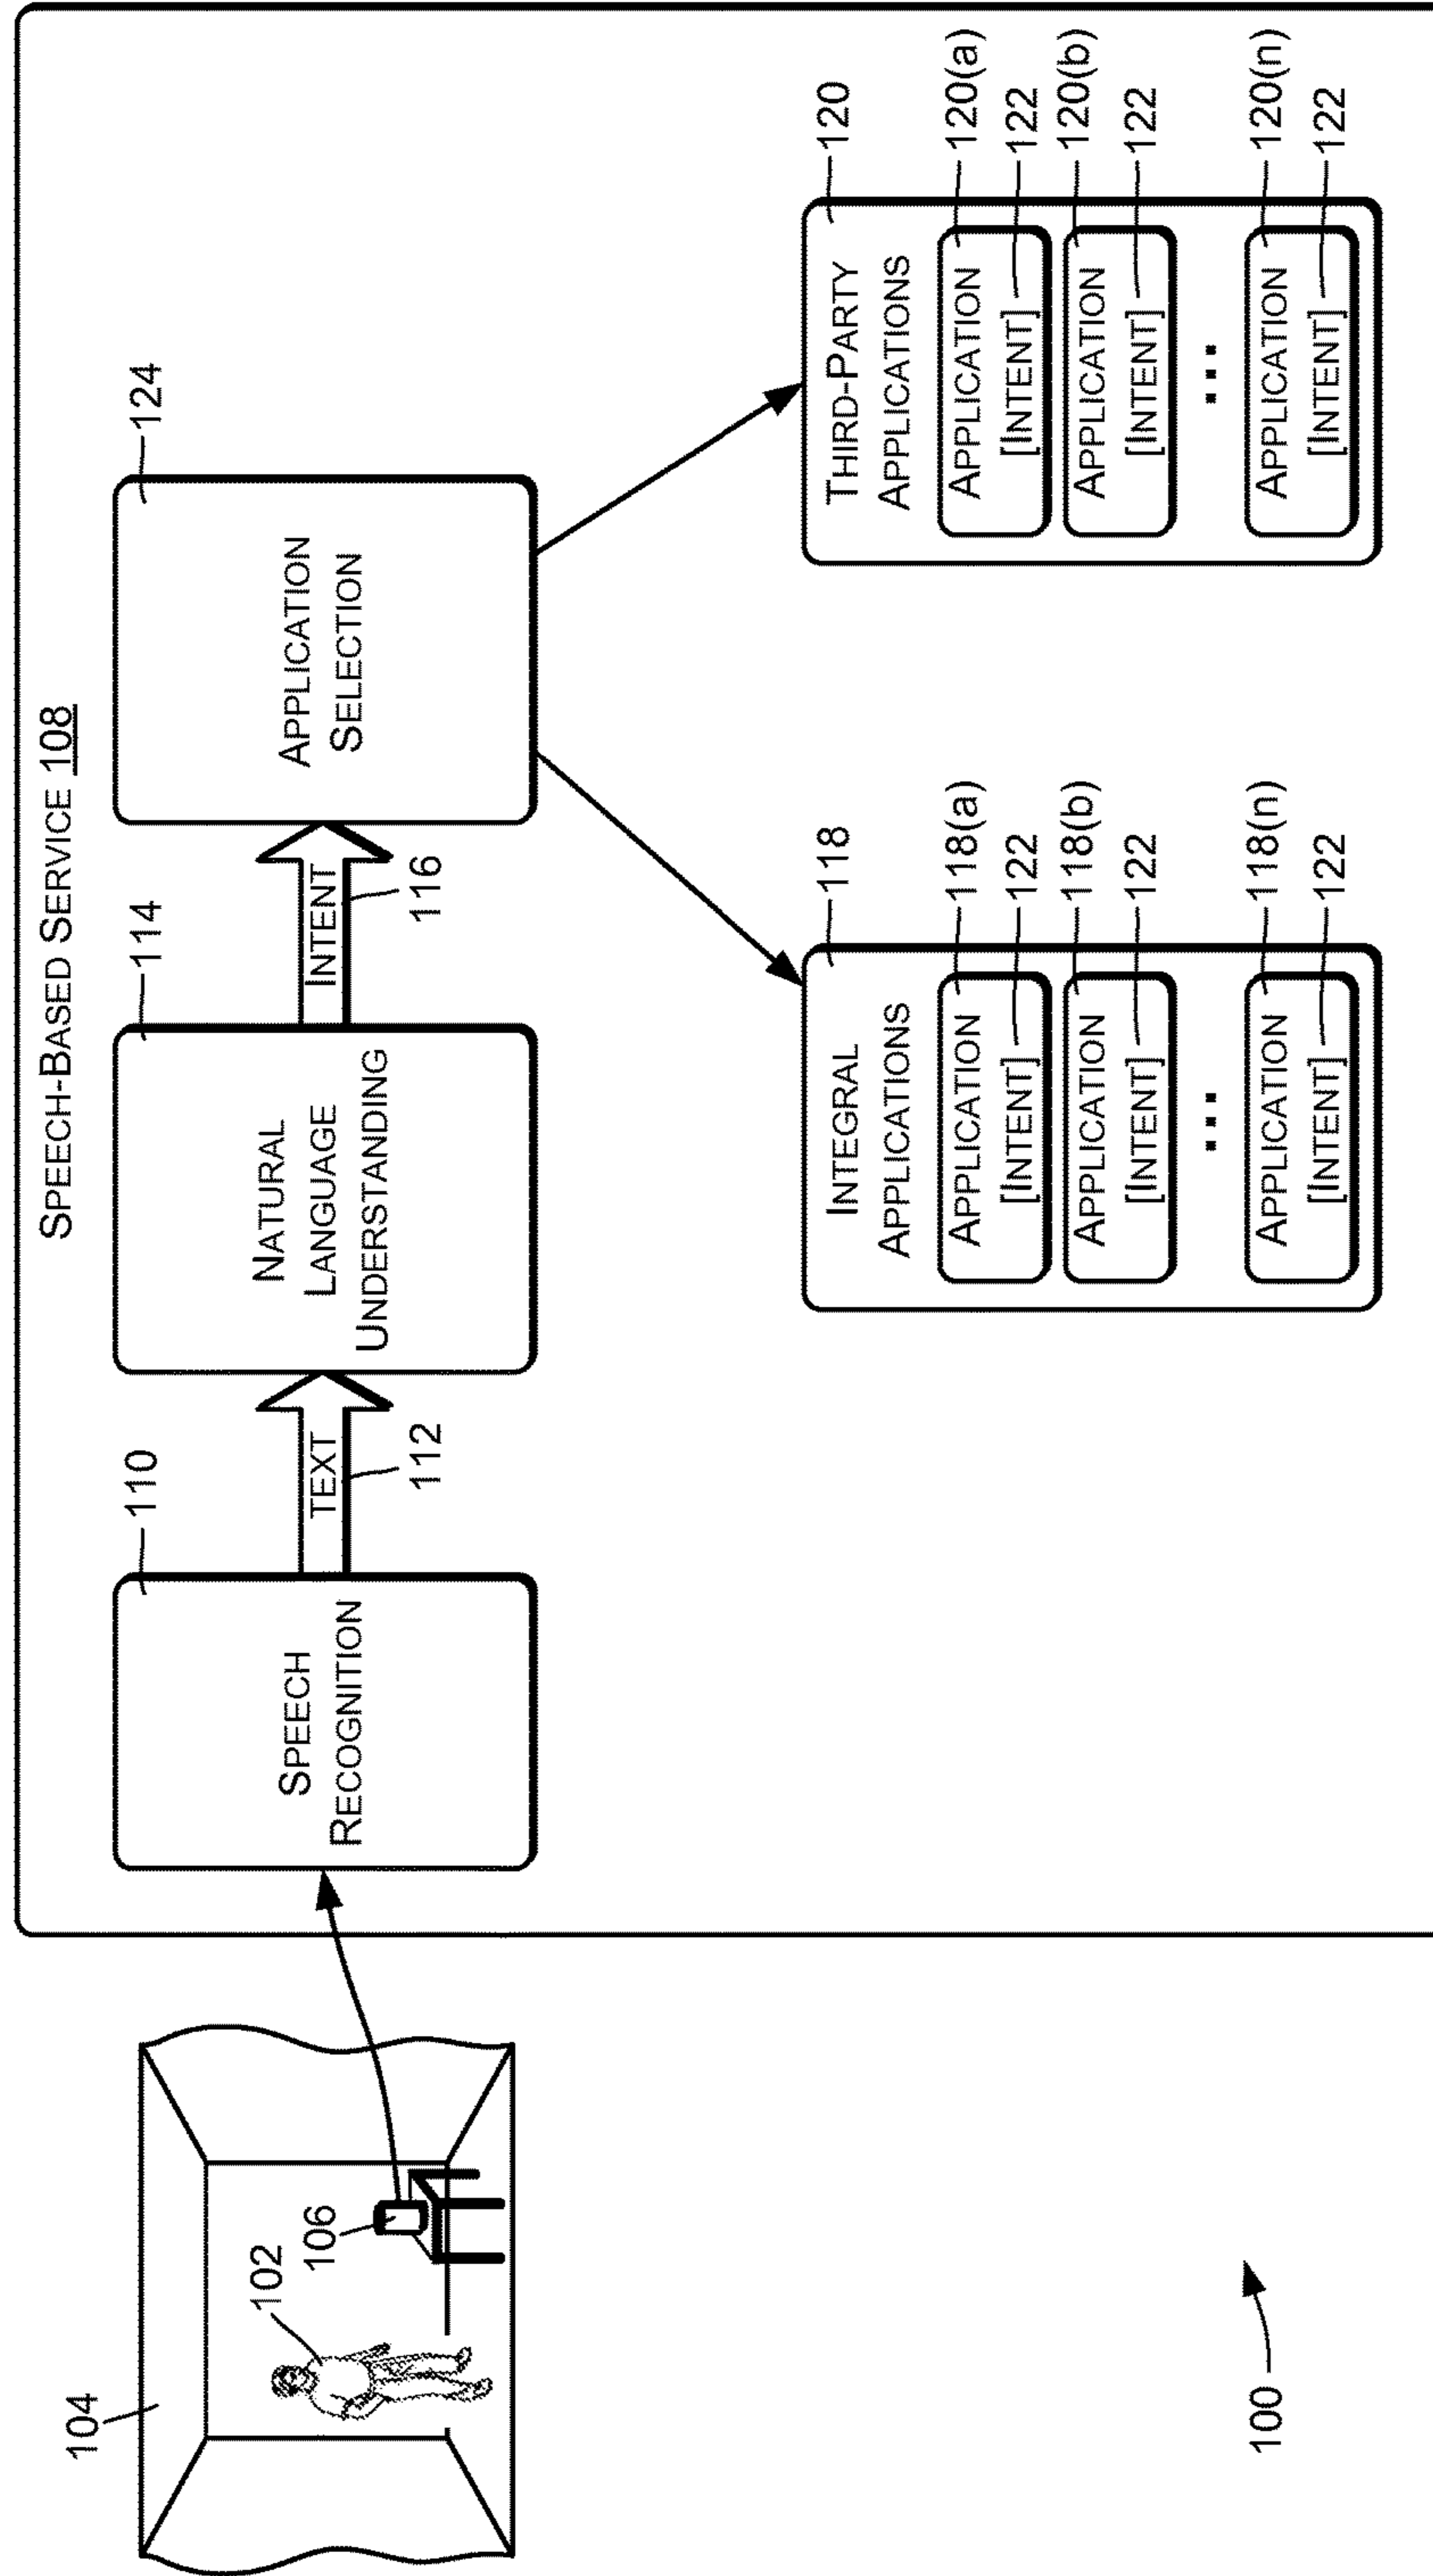 SPEECH-BASED SERVICE 108
104
102
106
110
SPEECH
RECOGNITION
TEXT
112
114
NATURAL
LANGUAGE
UNDERSTANDING
INTENT
116
124
APPLICATION
SELECTION
INTEGRAL
APPLICATIONS
118
APPLICATION
[INTENT]
118(a)
122
APPLICATION
[INTENT]
118(b)
122
...
APPLICATION
[INTENT]
118(n)
122
THIRD-PARTY
APPLICATIONS
120
APPLICATION
[INTENT]
120(a)
122
APPLICATION
[INTENT]
120(b)
122
...
APPLICATION
[INTENT]
120(n)
122
100